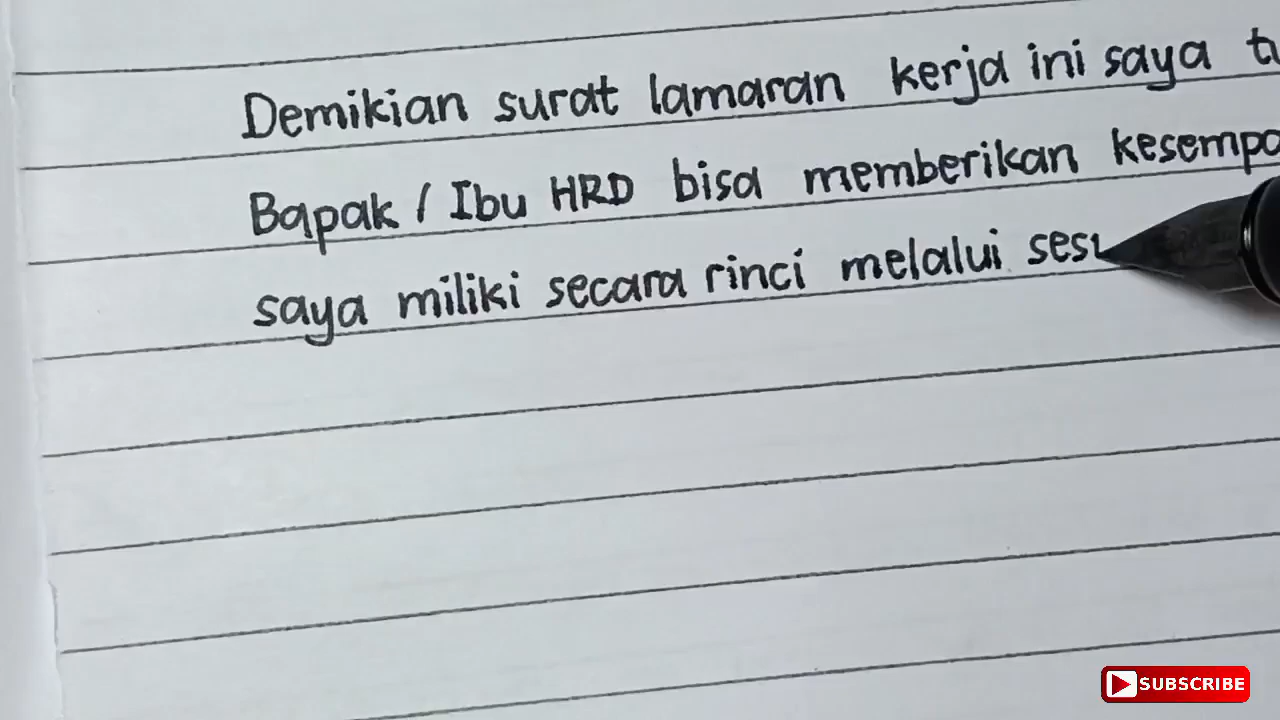 Demikian surat lamaran kerja ini saya
Bapak / Ibu HRD bisa memberikan
saya miliki secara rinci melalui
SUBSCRIBE